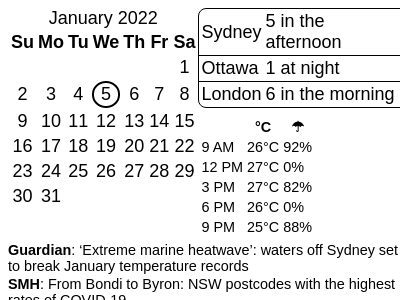 January 2022
Su Mo Tu We Th Fr Sa
1
2 3 4 5 6 7 8
9 10 11 12 13 14 15
16 17 18 19 20 21 22
23 24 25 26 27 28 29
30 31
Sydney 5 in the
afternoon
Ottawa 1 at night
London 6 in the morning
°C ☂
9 AM 26°C 92%
12 PM 27°C 0%
3 PM 27°C 82%
6 PM 26°C 0%
9 PM 25°C 88%
Guardian: ‘Extreme marine heatwave’: waters off Sydney set
to break January temperature records
SMH: From Bondi to Byron: NSW postcodes with the highest
rates of COVID-19